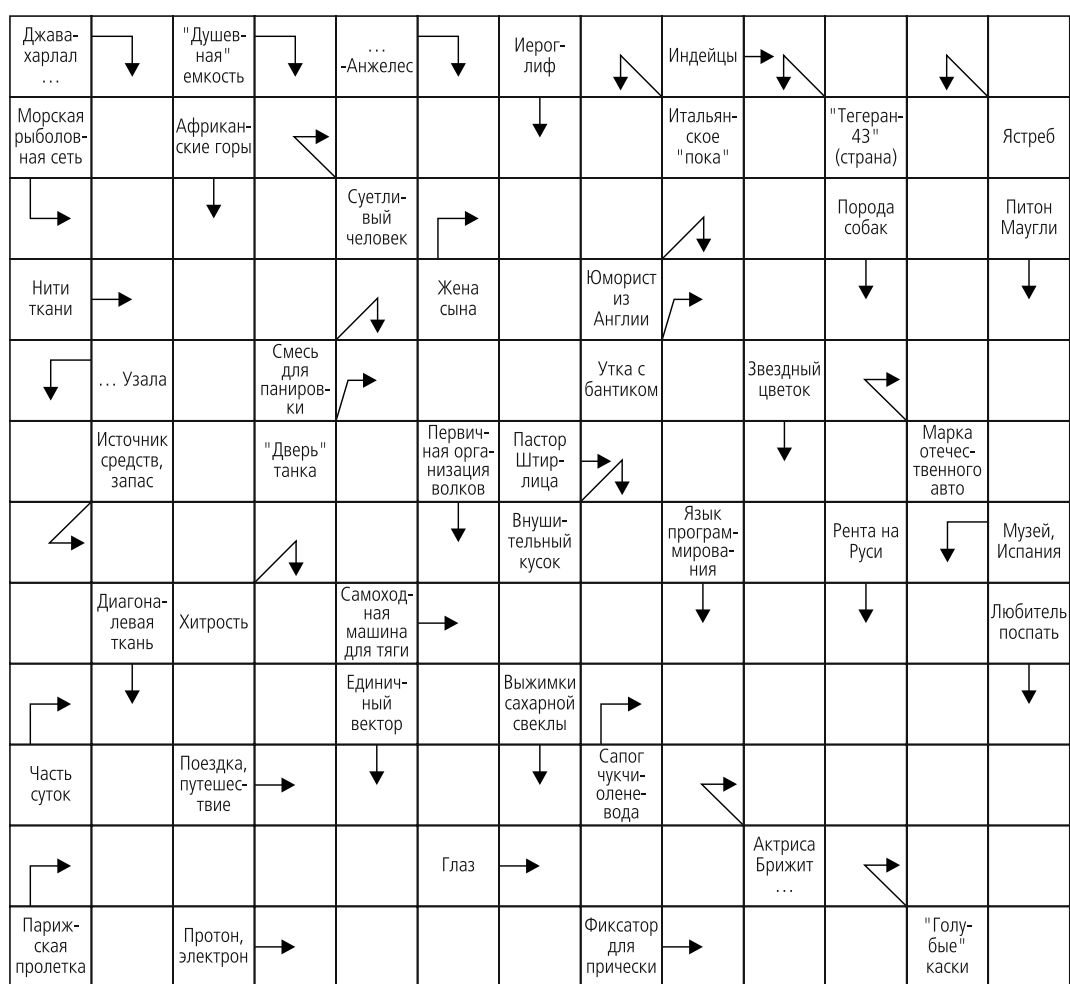 Джава-
харлал
...
"Душев-
ная"
емкость
...
-Анжелес
Иерог-
лиф
Индейцы
Морская
рыболов-
ная сеть
Африкан-
ские горы
Итальян-
ское
"пока"
"Тегеран-
43"
(страна)
Ястреб
Суетли-
вый
человек
Порода
собак
Питон
Маугли
Нити
ткани
Жена
сына
Юморист
из
Англии
... Узала
Смесь
для
паниров-
ки
Утка с
бантиком
Звездный
цветок
Источник
средств,
запас
"Дверь"
танка
Первич-
ная орга-
низация
волков
Пастор
Штир-
лица
Марка
отечес-
твенного
авто
Внуши-
тельный
кусок
Язык
програм-
мирова-
ния
Рента на
Руси
Музей,
Испания
Диагона-
левая
ткань
Хитрость
Самоход-
ная
машина
для тяги
Любитель
поспать
Единич-
ный
вектор
Выжимки
сахарной
свеклы
Часть
суток
Поездка,
путешес-
твие
Сапог
чукчи-
олене-
вода
Глаз
Актриса
Брижит
...
Париж-
ская
пролетка
Протон,
электрон
Фиксатор
для
прически
"Голу-
бые"
каски